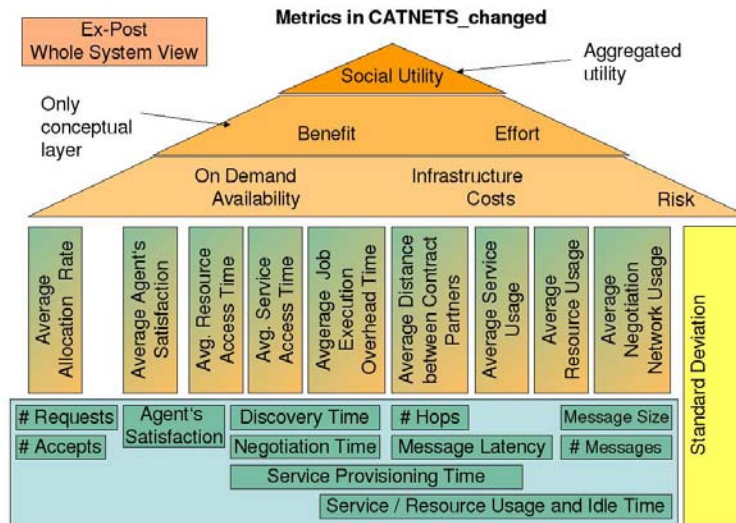 Metrics in CATNETS_changed
Ex-Post
Whole System View
Aggregated
utility
Social Utility
Only
conceptual
layer
Benefit
Effort
On Demand
Availability
Infrastructure
Costs
Risk
Average
Allocation Rate
Average Agent's
Satisfaction
Avg. Resource
Access Time
Avg. Service
Access Time
Avgerage Job
Execution
Overhead Time
Average Distance
between Contract
Partners
Average Service
Usage
Average
Resource Usage
Average
Negotiation
Network Usage
Standard Deviation
# Requests
# Accepts
Agent's
Satisfaction
Discovery Time
Negotiation Time
# Hops
Message Latency
Message Size
# Messages
Service Provisioning Time
Service / Resource Usage and Idle Time